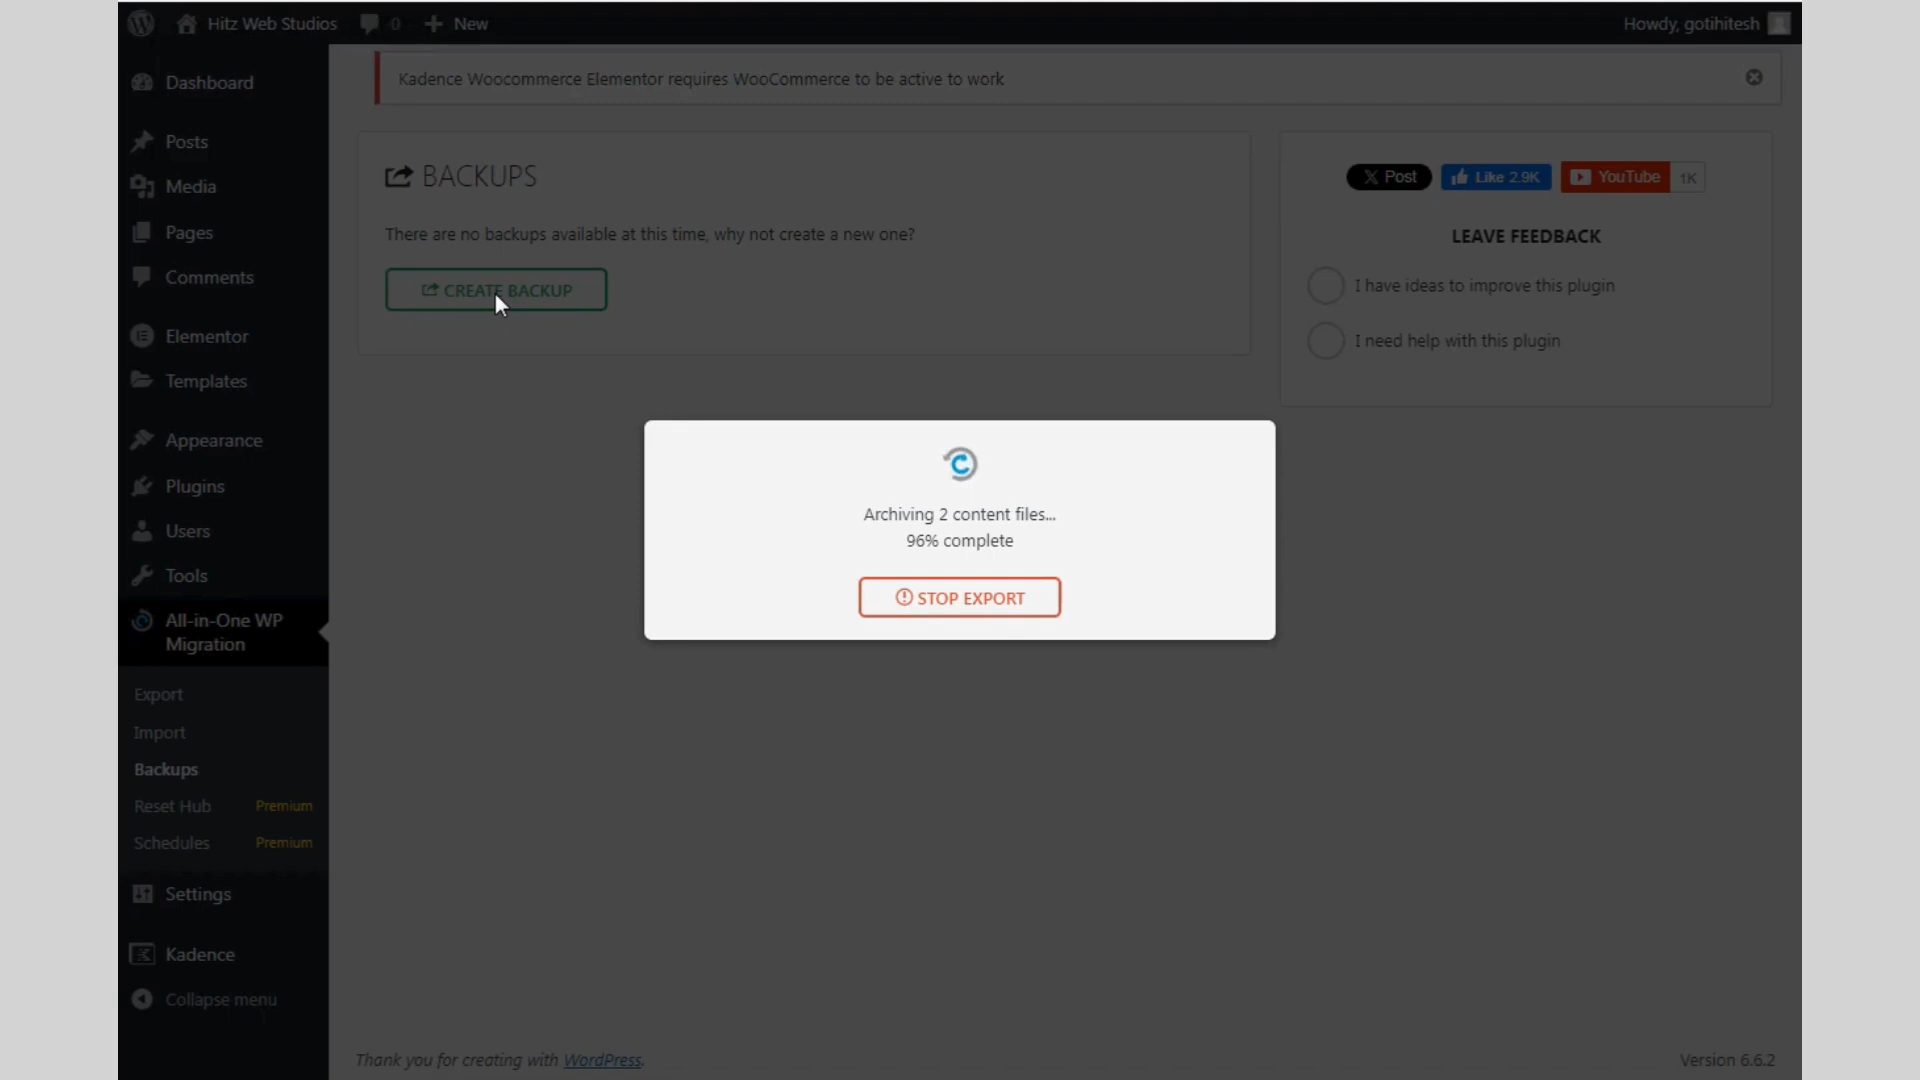 Hitz Web Studios
0
New
Howdy, gotihitesh
Dashboard
Posts
Media
Pages
Comments
Elementor
Templates
Appearance
Plugins
Users
Tools
All-in-One WP
Migration
Export
Import
Backups
Reset Hub Premium
Schedules Premium
Settings
Kadence
Collapse menu
Kadence Woocommerce Elementor requires WooCommerce to be active to work
BACKUPS
There are no backups available at this time, why not create a new one?
CREATE BACKUP
Post
Like 2.9K
YouTube 1K
LEAVE FEEDBACK
I have ideas to improve this plugin
I need help with this plugin
Archiving 2 content files...
96% complete
STOP EXPORT
Thank you for creating with WordPress.
Version 6.6.2